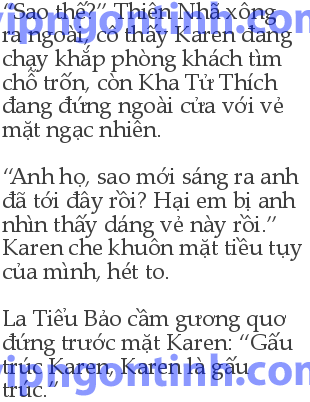 “Sao thế?” Thiên Nhã xông
ra ngoài, cô thấy Karen đang
chạy khắp phòng khách tìm
chỗ trốn, còn Kha Tử Thích
đang đứng ngoài cửa với vẻ
mặt ngạc nhiên.
“Anh họ, sao mới sáng ra anh
đã tới đây rồi? Hại em bị anh
nhìn thấy dáng vẻ này rồi.”
Karen che khuôn mặt tiều tụy
của mình, hét to.
La Tiểu Bảo cầm gương quơ
đứng trước mặt Karen: “Gấu
trúc Karen, Karen là gấu
trúc.”
vipngontinh.com
vipngontinh.com